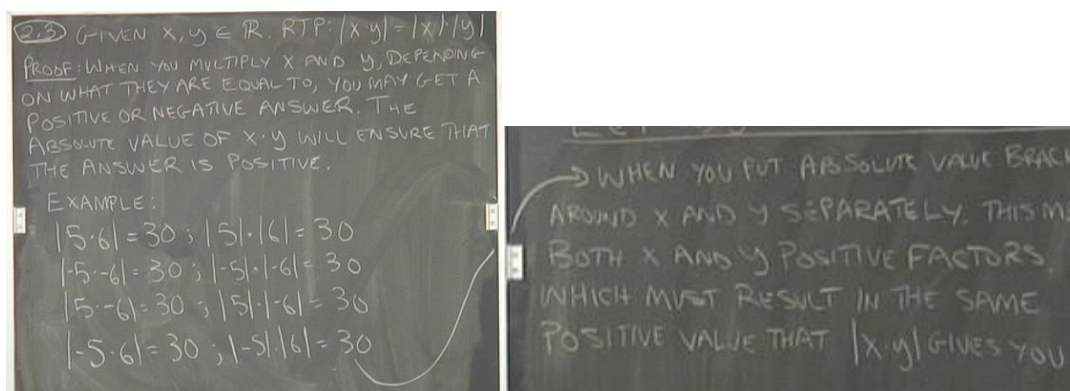 2.3 GIVEN X, Y ∈ ℝ. RTP: |X·Y| = |X|·|Y|
PROOF: WHEN YOU MULTIPLY X AND Y, DEPENDING
ON WHAT THEY ARE EQUAL TO, YOU MAY GET A
POSITIVE OR NEGATIVE ANSWER. THE
ABSOLUTE VALUE OF X·Y WILL ENSURE THAT
THE ANSWER IS POSITIVE.
EXAMPLE:
|5·6| = 30 ; |5|·|6| = 30
|-5·-6| = 30 ; |-5|·|-6| = 30
|5·-6| = 30 ; |5|·|-6| = 30
|-5·6| = 30 ; |-5|·|6| = 30
→ WHEN YOU PUT ABSOLUTE VALUE BRACK
AROUND X AND Y SEPARATELY. THIS
BOTH X AND Y POSITIVE FACTORS.
WHICH MUST RESULT IN THE SAME
POSITIVE VALUE THAT |X·Y| GIVES YOU